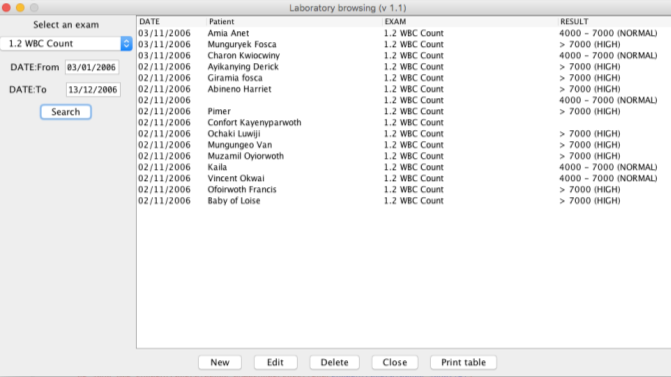 Laboratory browsing (v 1.1)
Select an exam
1.2 WBC Count
DATE:From 03/01/2006
DATE:To 13/12/2006
Search
DATE Patient EXAM RESULT
03/11/2006 Amia Anet 1.2 WBC Count 4000 - 7000 (NORMAL)
03/11/2006 Munguryek Fosca 1.2 WBC Count > 7000 (HIGH)
03/11/2006 Charon Kwiocwiny 1.2 WBC Count 4000 - 7000 (NORMAL)
02/11/2006 Ayikanying Derick 1.2 WBC Count > 7000 (HIGH)
02/11/2006 Giramia fosca 1.2 WBC Count > 7000 (HIGH)
02/11/2006 Abineno Harriet 1.2 WBC Count > 7000 (HIGH)
02/11/2006 1.2 WBC Count 4000 - 7000 (NORMAL)
02/11/2006 Pimer 1.2 WBC Count > 7000 (HIGH)
02/11/2006 Confort Kayenyparwoth 1.2 WBC Count
02/11/2006 Ochaki Luwiji 1.2 WBC Count > 7000 (HIGH)
02/11/2006 Mungungeo Van 1.2 WBC Count > 7000 (HIGH)
02/11/2006 Muzamil Oyiorwoth 1.2 WBC Count > 7000 (HIGH)
02/11/2006 Kaila 1.2 WBC Count 4000 - 7000 (NORMAL)
02/11/2006 Vincent Okwai 1.2 WBC Count 4000 - 7000 (NORMAL)
02/11/2006 Ofoirwoth Francis 1.2 WBC Count > 7000 (HIGH)
02/11/2006 Baby of Loise 1.2 WBC Count > 7000 (HIGH)
New Edit Delete Close Print table